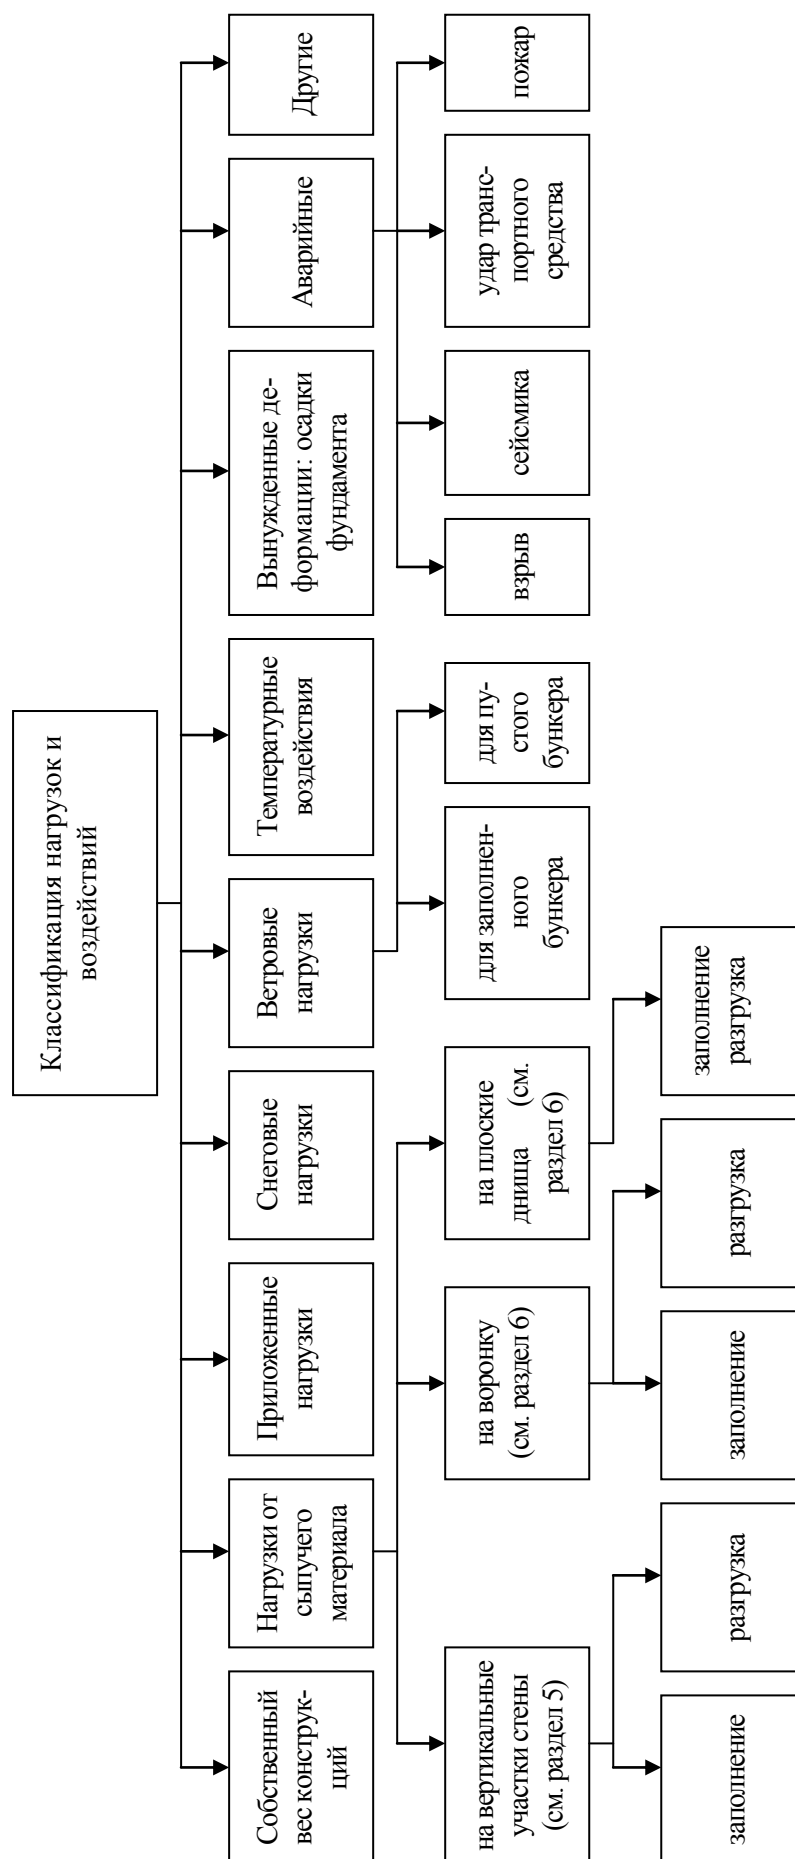 Классификация нагрузок и
воздействий
Собственный
вес конструк-
ций
Нагрузки от
сыпучего
материала
Приложенные
нагрузки
Снеговые
нагрузки
Ветровые
нагрузки
Температурные
воздействия
Вынужденные де-
формации: осадки
фундамента
Аварийные
Другие
на вертикальные
участки стены
(см. раздел 5)
на воронку
(см. раздел 6)
на плоские
днища (см.
раздел 6)
для заполнен-
ного
бункера
для пу-
стого
бункера
взрыв
сейсмика
удар транс-
портного
средства
пожар
заполнение
разгрузка
заполнение
разгрузка
заполнение
разгрузка